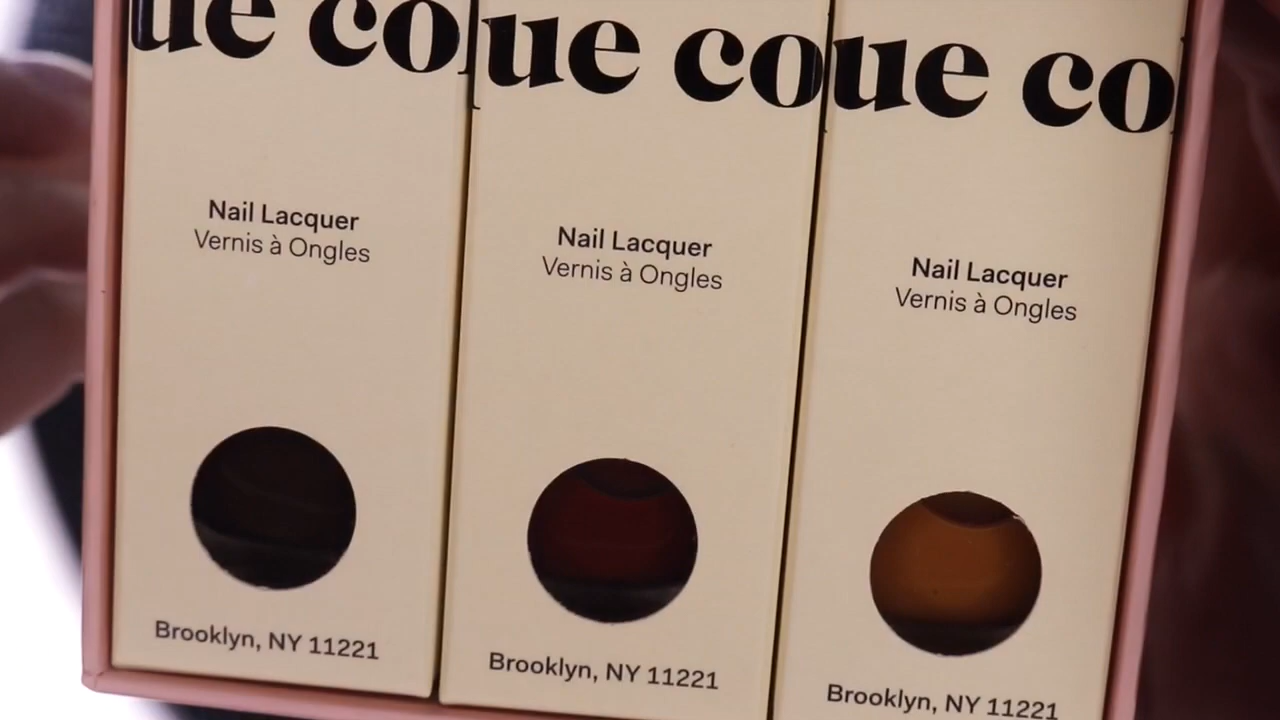 ue co
Nail Lacquer
Vernis à Ongles
Brooklyn, NY 11221
ue co
Nail Lacquer
Vernis à Ongles
Brooklyn, NY 11221
ue co
Nail Lacquer
Vernis à Ongles
Brooklyn, NY 11221